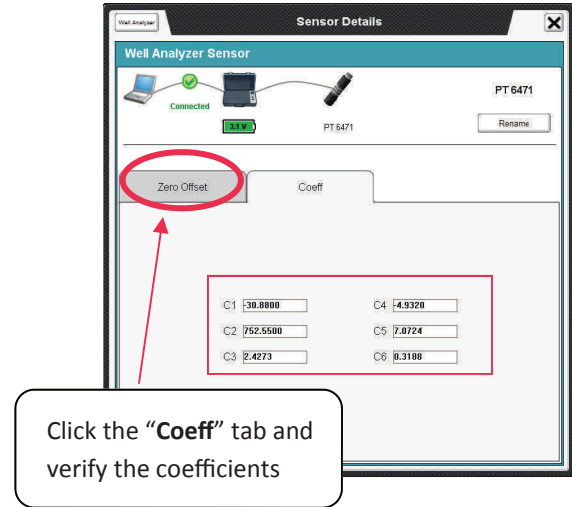 Well Analyzer
Sensor Details
Well Analyzer Sensor
Connected
3.1 V
PT 6471
PT 6471
Rename
Zero Offset
Coeff
C1 -30.8800
C4 -4.9320
C2 752.5500
C5 7.0724
C3 2.4273
C6 0.3188
Click the “Coeff” tab and
verify the coefficients